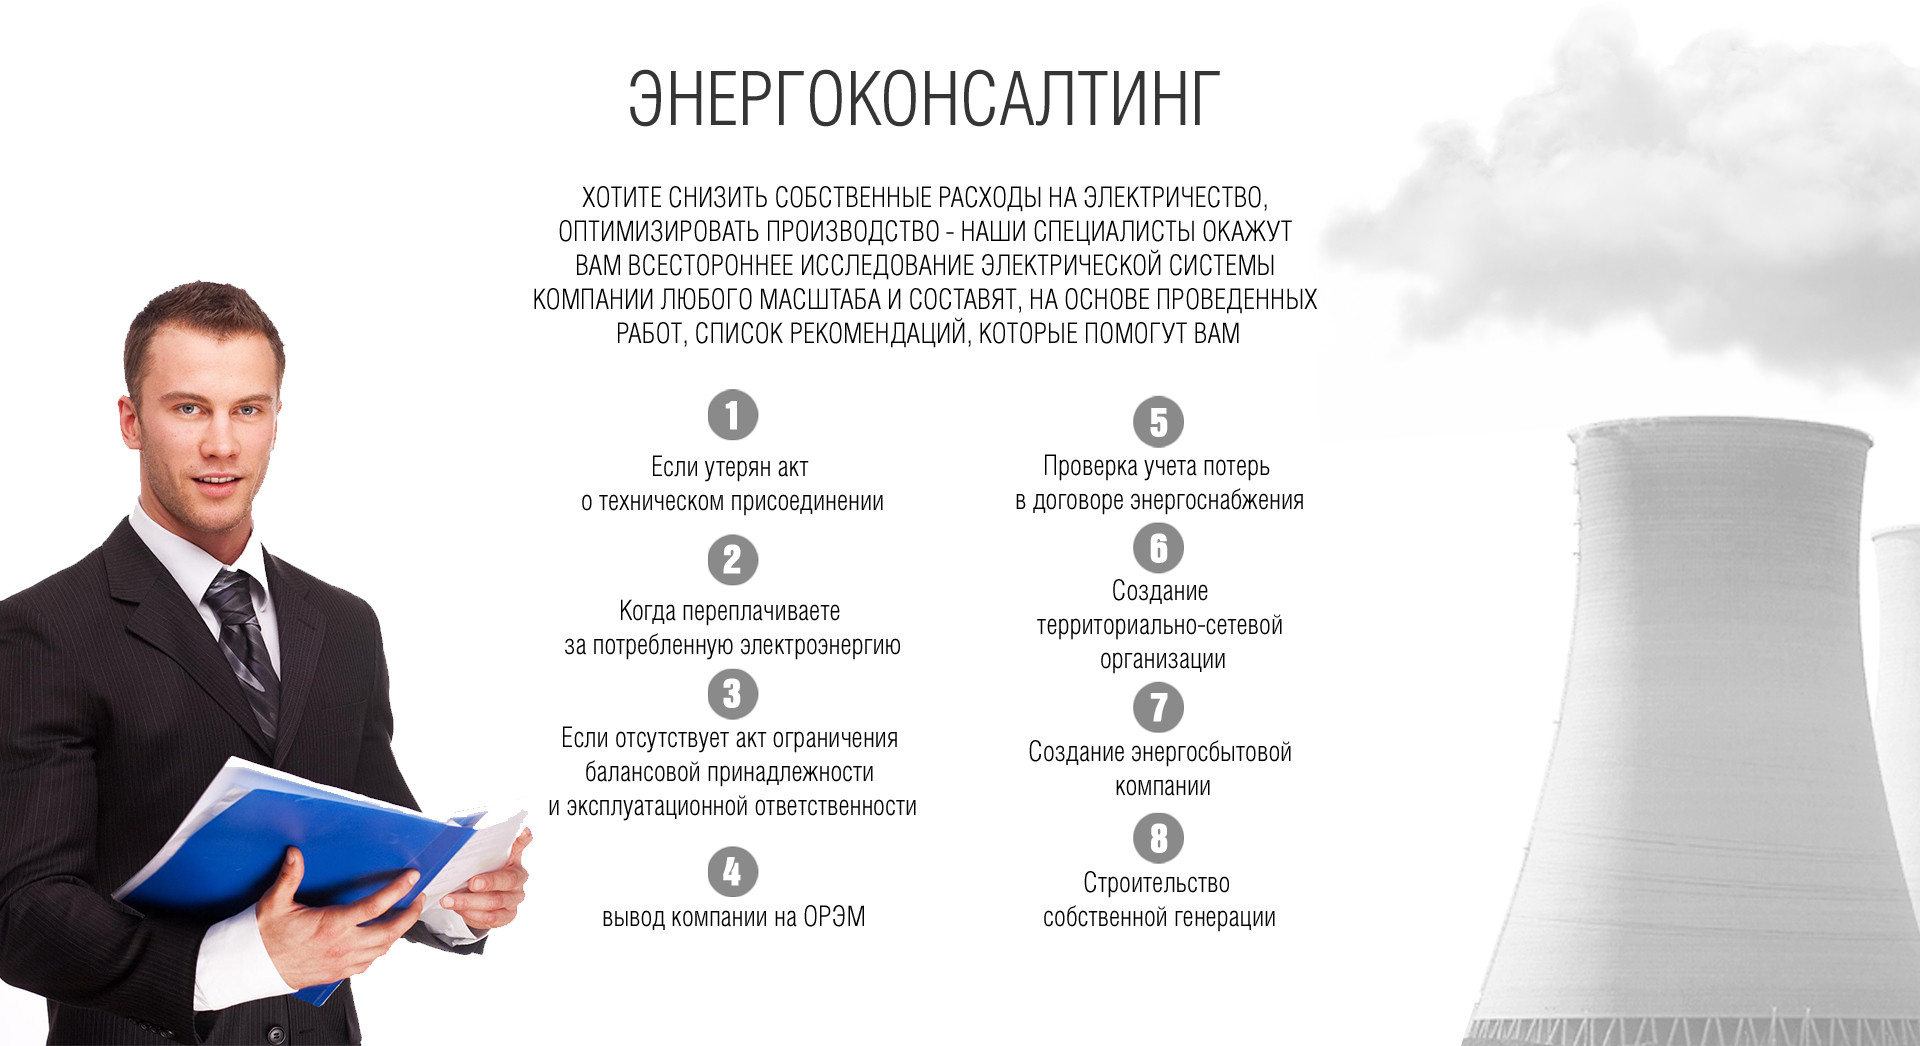 ЭНЕРГОКОНСАЛТИНГ
ХОТИТЕ СНИЗИТЬ СОБСТВЕННЫЕ РАСХОДЫ НА ЭЛЕКТРИЧЕСТВО,
ОПТИМИЗИРОВАТЬ ПРОИЗВОДСТВО - НАШИ СПЕЦИАЛИСТЫ ОКАЖУТ
ВАМ ВСЕСТОРОННЕЕ ИССЛЕДОВАНИЕ ЭЛЕКТРИЧЕСКОЙ СИСТЕМЫ
КОМПАНИИ ЛЮБОГО МАСШТАБА И СОСТАВЯТ, НА ОСНОВЕ ПРОВЕДЕННЫХ
РАБОТ, СПИСОК РЕКОМЕНДАЦИЙ, КОТОРЫЕ ПОМОГУТ ВАМ
1
Если утерян акт
о техническом присоединении
2
Когда переплачиваете
за потребленную электроэнергию
3
Если отсутствует акт ограничения
балансовой принадлежности
и эксплуатационной ответственности
4
вывод компании на ОРЭМ
5
Проверка учета потерь
в договоре энергоснабжения
6
Создание
территориально-сетевой
организации
7
Создание энергосбытовой
компании
8
Строительство
собственной генерации